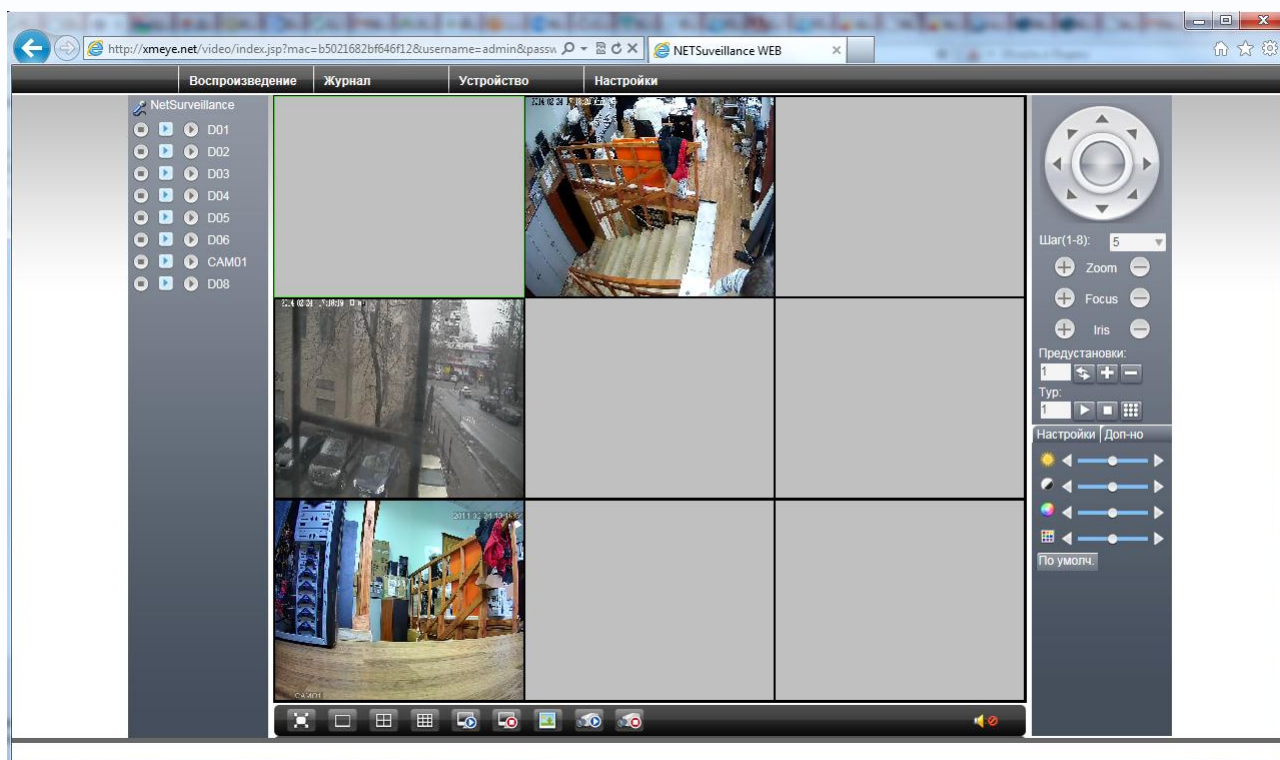 http://xmeye.net/video/index.jsp?mac=b5021682bf646f12&username=admin&passw
NETSuveillance WEB
Воспроизведение Журнал Устройство Настройки
NetSurveillance
D01
D02
D03
D04
D05
D06
CAM01
D08
CAM01
Шаг(1-8): 5
Zoom
Focus
Iris
Предустановки:
1
Тур:
1
Настройки Доп-но
По умолч.